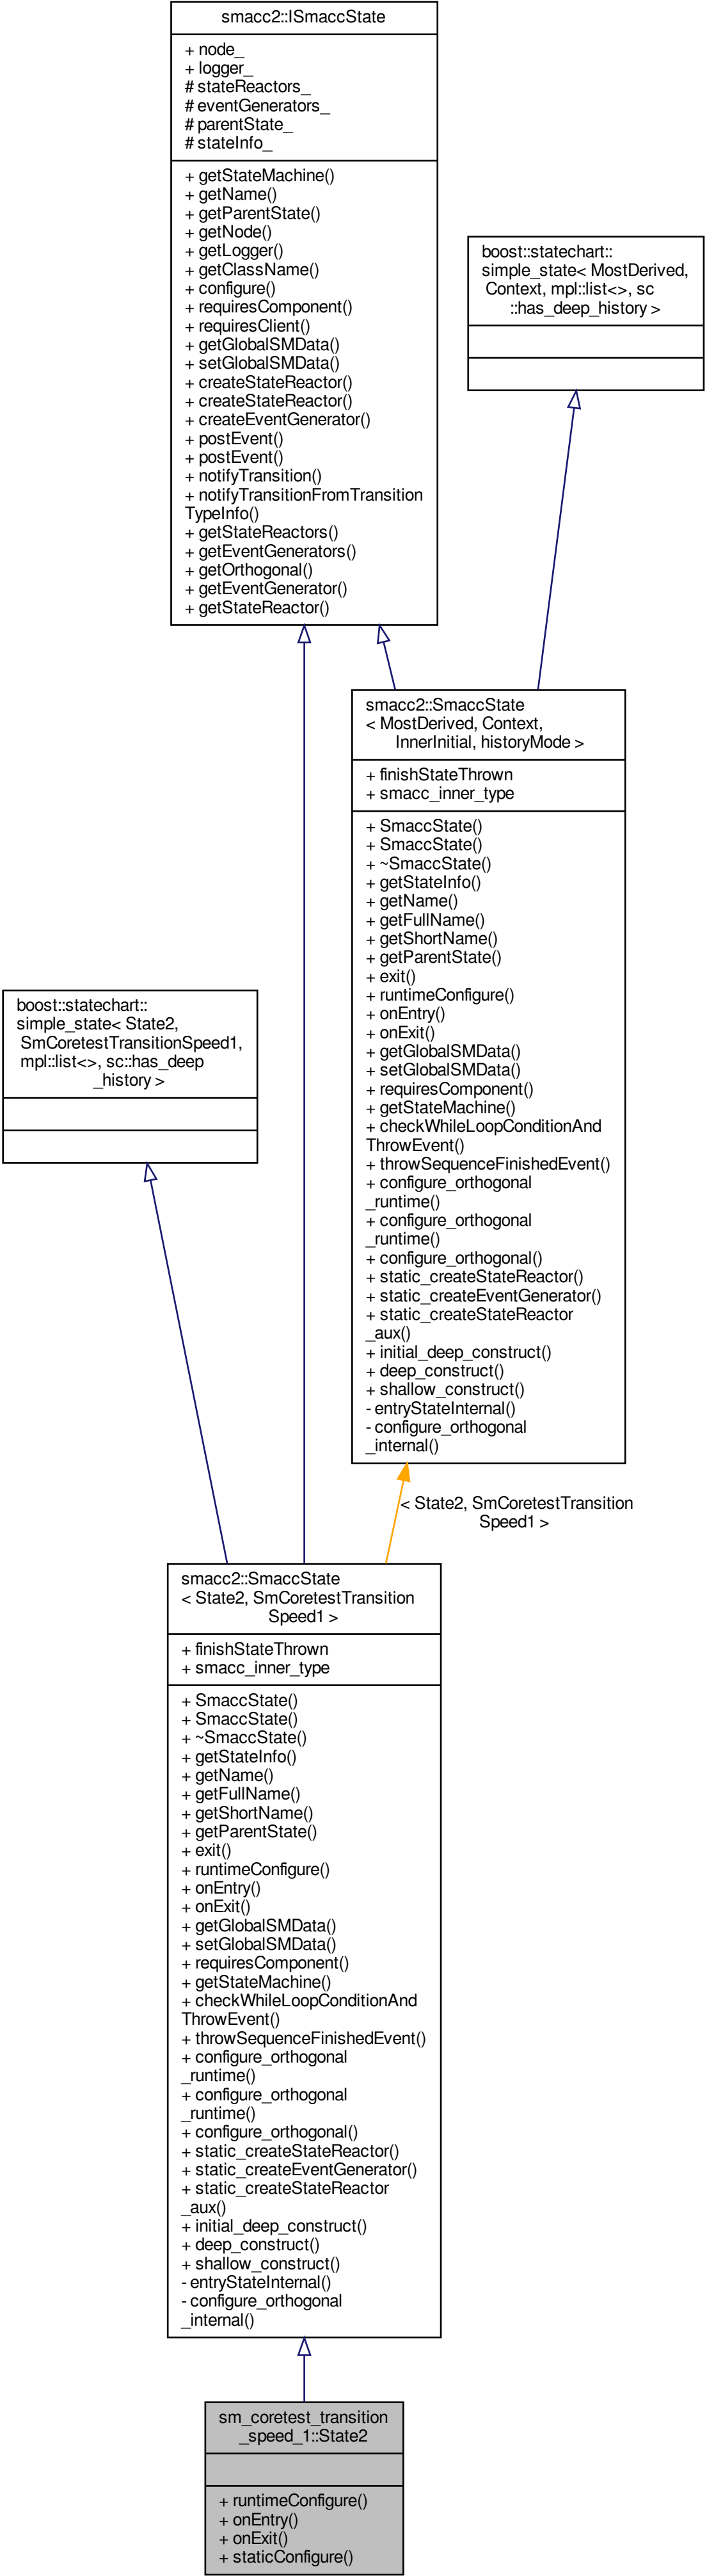 smacc2::ISmaccState
+ node_
+ logger_
# stateReactors_
# eventGenerators_
# parentState_
# stateInfo_
+ getStateMachine()
+ getName()
+ getParentState()
+ getNode()
+ getLogger()
+ getClassName()
+ configure()
+ requiresComponent()
+ requiresClient()
+ getGlobalSMData()
+ setGlobalSMData()
+ createStateReactor()
+ createStateReactor()
+ createEventGenerator()
+ postEvent()
+ postEvent()
+ notifyTransition()
+ notifyTransitionFromTransition
TypeInfo()
+ getStateReactors()
+ getEventGenerators()
+ getOrthogonal()
+ getEventGenerator()
+ getStateReactor()
boost::statechart::
simple_state< MostDerived,
Context, mpl::list<>, sc
::has_deep_history >
smacc2::SmaccState
< MostDerived, Context,
InnerInitial, historyMode >
+ finishStateThrown
+ smacc_inner_type
+ SmaccState()
+ SmaccState()
+ ~SmaccState()
+ getStateInfo()
+ getName()
+ getFullName()
+ getShortName()
+ getParentState()
+ exit()
+ runtimeConfigure()
+ onEntry()
+ onExit()
+ getGlobalSMData()
+ setGlobalSMData()
+ requiresComponent()
+ getStateMachine()
+ checkWhileLoopConditionAnd
ThrowEvent()
+ throwSequenceFinishedEvent()
+ configure_orthogonal
_runtime()
+ configure_orthogonal
_runtime()
+ configure_orthogonal()
+ static_createStateReactor()
+ static_createEventGenerator()
+ static_createStateReactor
_aux()
+ initial_deep_construct()
+ deep_construct()
+ shallow_construct()
- entryStateInternal()
- configure_orthogonal
_internal()
boost::statechart::
simple_state< State2,
SmCoretestTransitionSpeed1,
mpl::list<>, sc::has_deep
_history >
< State2, SmCoretestTransition
Speed1 >
smacc2::SmaccState
< State2, SmCoretestTransition
Speed1 >
+ finishStateThrown
+ smacc_inner_type
+ SmaccState()
+ SmaccState()
+ ~SmaccState()
+ getStateInfo()
+ getName()
+ getFullName()
+ getShortName()
+ getParentState()
+ exit()
+ runtimeConfigure()
+ onEntry()
+ onExit()
+ getGlobalSMData()
+ setGlobalSMData()
+ requiresComponent()
+ getStateMachine()
+ checkWhileLoopConditionAnd
ThrowEvent()
+ throwSequenceFinishedEvent()
+ configure_orthogonal
_runtime()
+ configure_orthogonal
_runtime()
+ configure_orthogonal()
+ static_createStateReactor()
+ static_createEventGenerator()
+ static_createStateReactor
_aux()
+ initial_deep_construct()
+ deep_construct()
+ shallow_construct()
- entryStateInternal()
- configure_orthogonal
_internal()
sm_coretest_transition
_speed_1::State2
+ runtimeConfigure()
+ onEntry()
+ onExit()
+ staticConfigure()